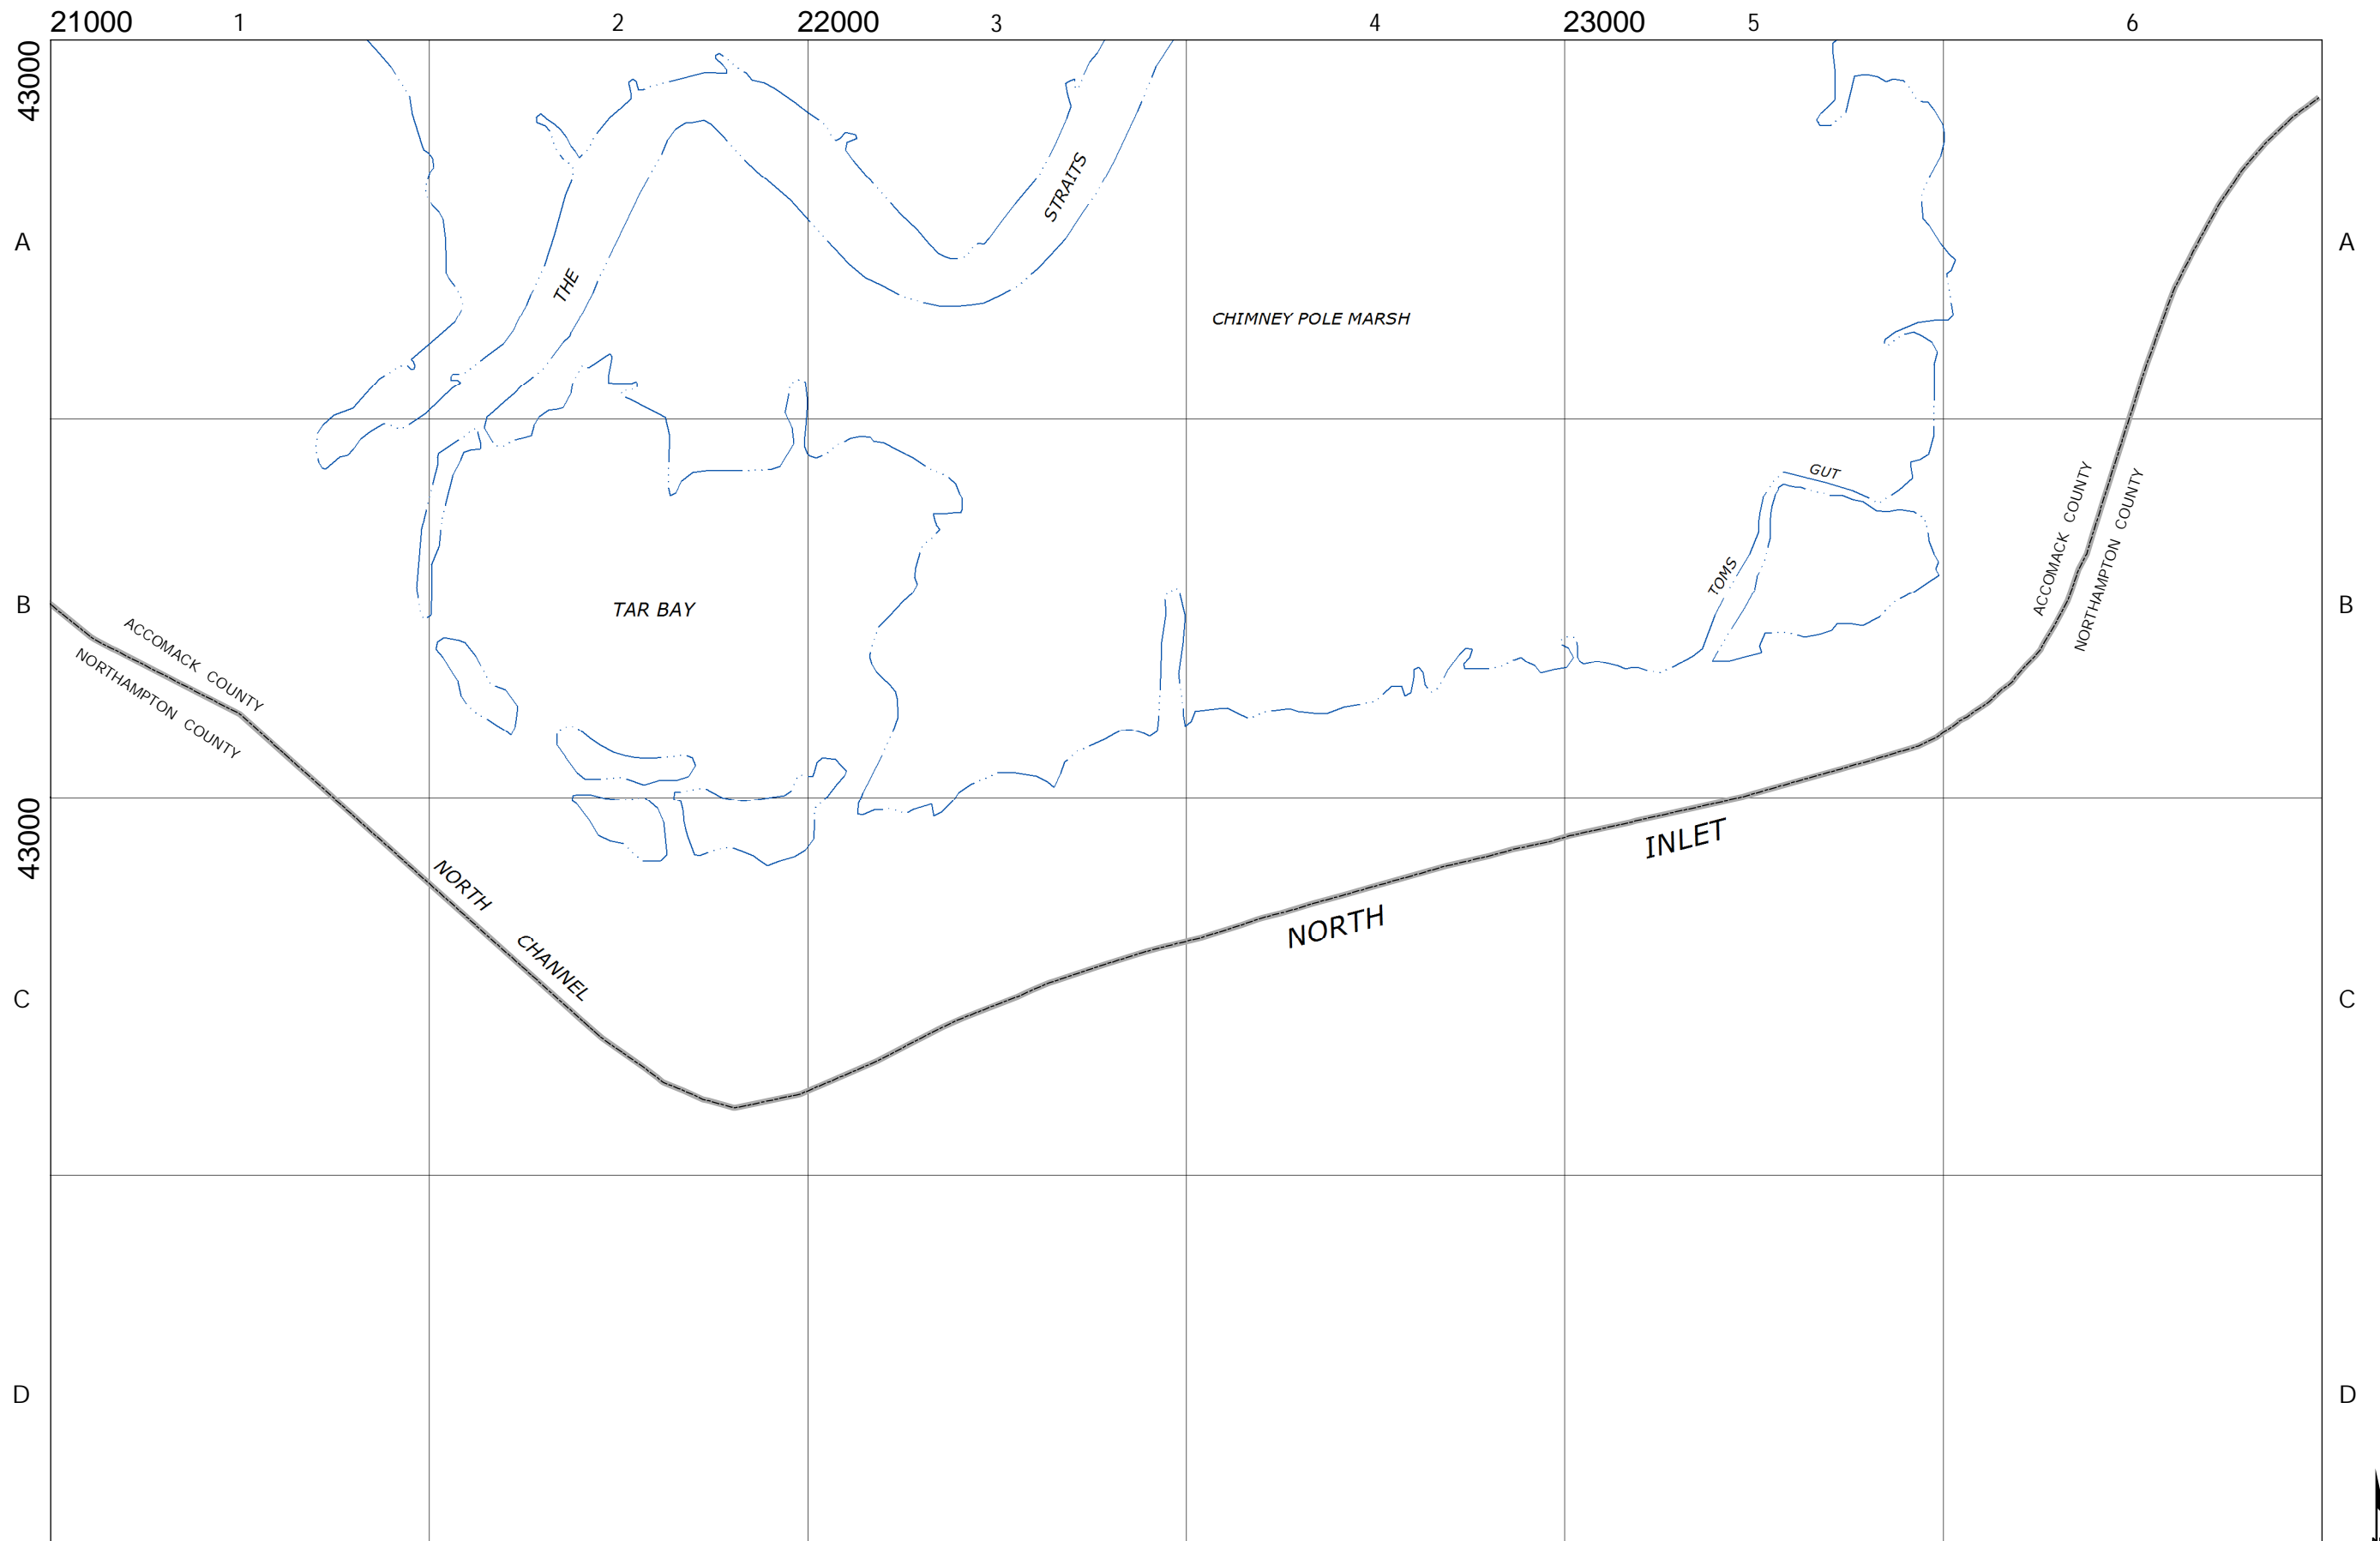 21000 1 2 22000 3 4 23000 5 6
43000
STRAITS
A A
THE
CHIMNEY POLE MARSH
GUT
TOMS
ACCOMACK COUNTY
NORTHAMPTON COUNTY
B B
TAR BAY
ACCOMACK COUNTY
NORTHAMPTON COUNTY
43000
INLET
NORTH
CHANNEL
NORTH
C C
D D